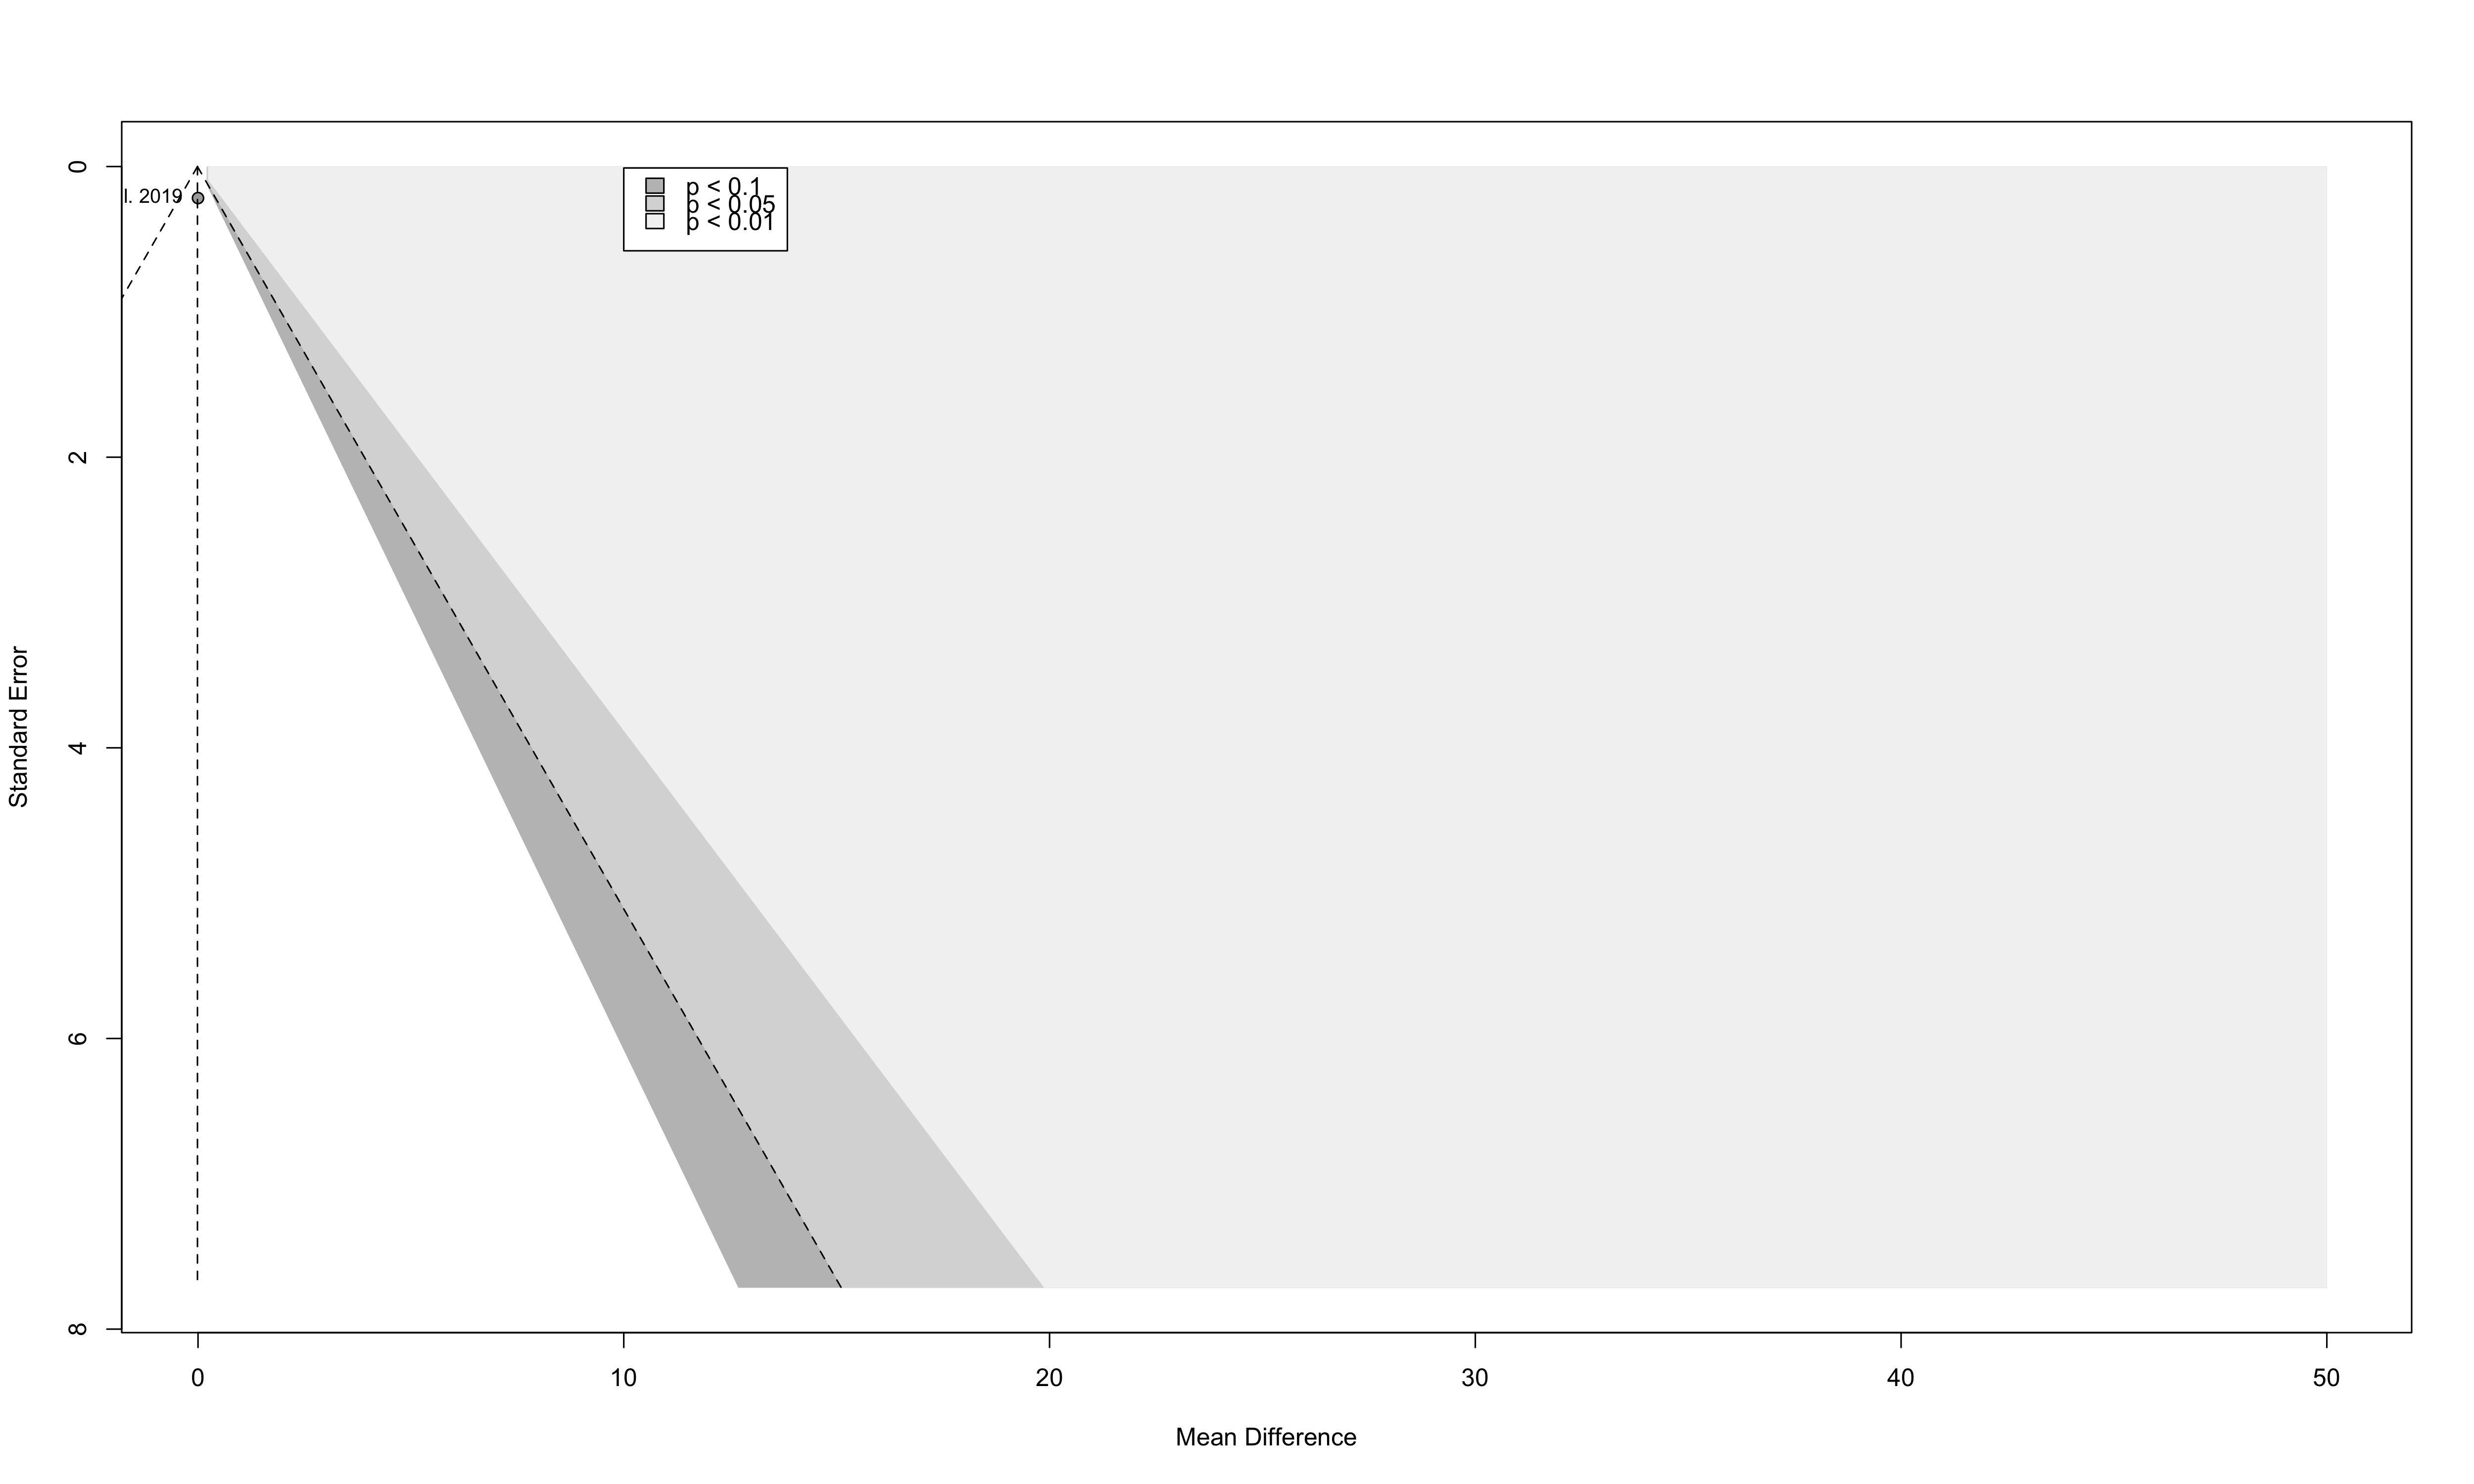 l. 2019
p < 0.1
p < 0.05
p < 0.01
Standard Error
0
2
4
6
8
0 10 20 30 40 50
Mean Difference